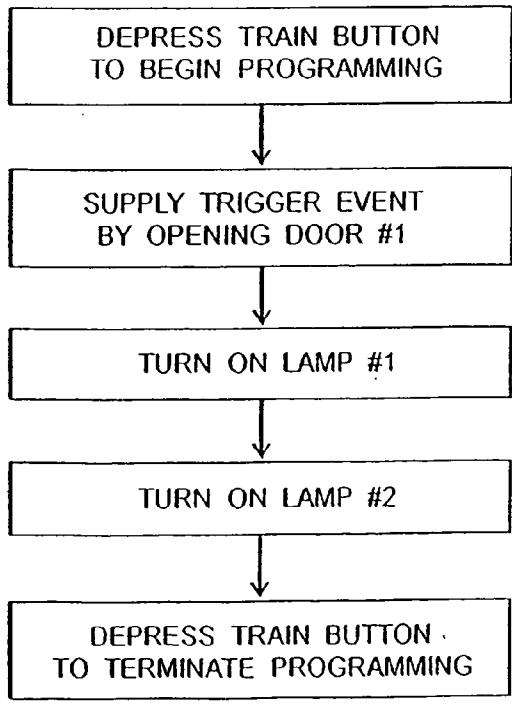 DEPRESS TRAIN BUTTON
TO BEGIN PROGRAMMING
SUPPLY TRIGGER EVENT
BY OPENING DOOR #1
TURN ON LAMP #1
TURN ON LAMP #2
DEPRESS TRAIN BUTTON
TO TERMINATE PROGRAMMING